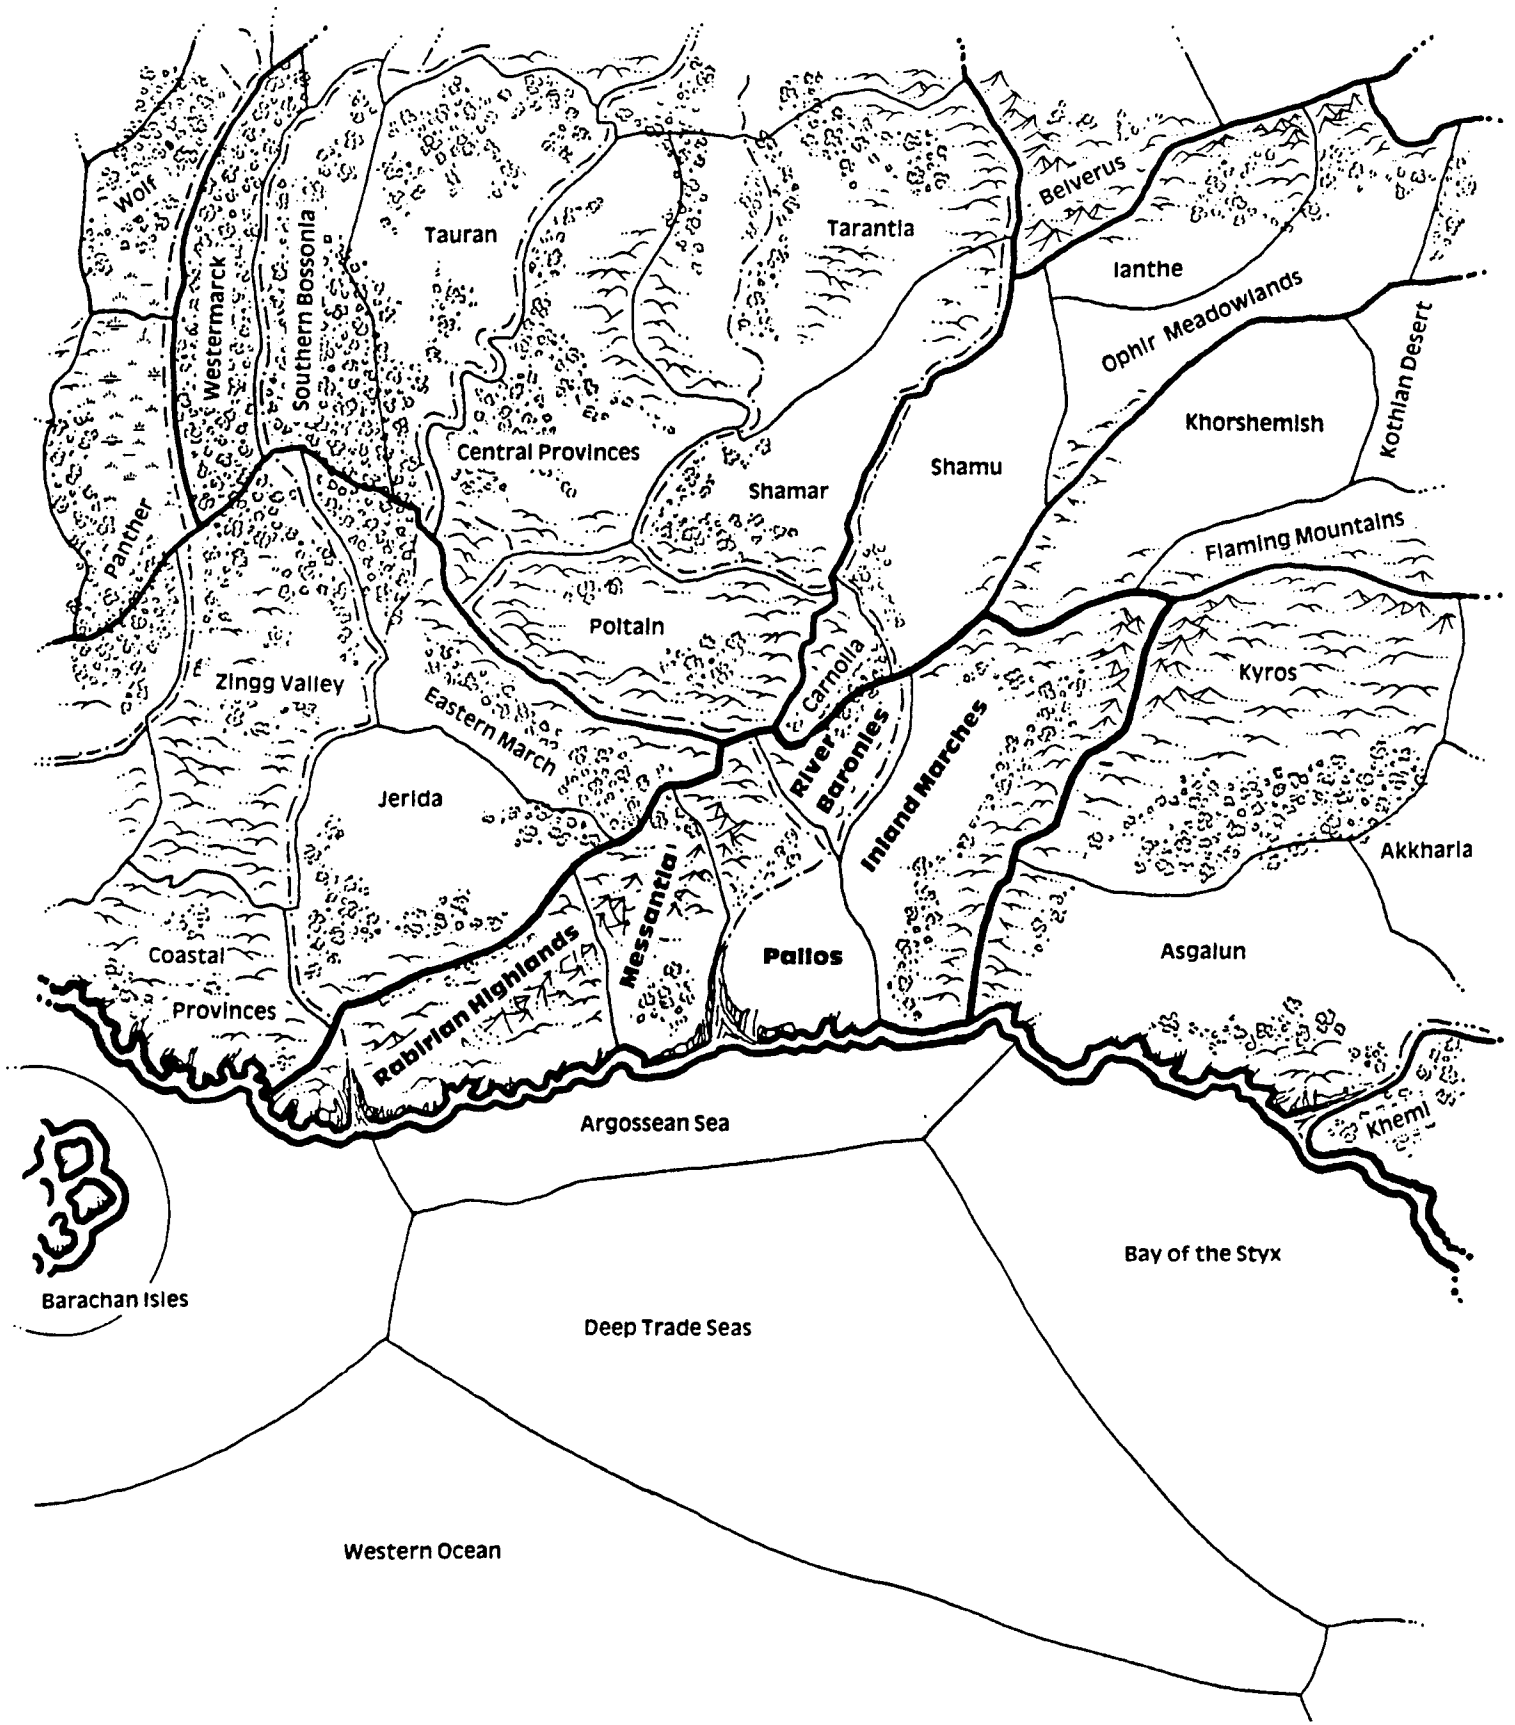 Wolf
Westermarck
Southern Bossonia
Tauran
Tarantia
Belverus
Ianthe
Ophir Meadowlands
Kothian Desert
Khorshemish
Central Provinces
Shamar
Shamu
Panther
Flaming Mountains
Poitain
Carnolla
Kyros
Zingg Valley
Eastern March
River
Baronies
Inland Marches
Jerida
Messantia
Akkharia
Coastal
Provinces
Rabirian Highlands
Pallos
Asgalun
Khemi
Argossean Sea
Barachan Isles
Bay of the Styx
Deep Trade Seas
Western Ocean